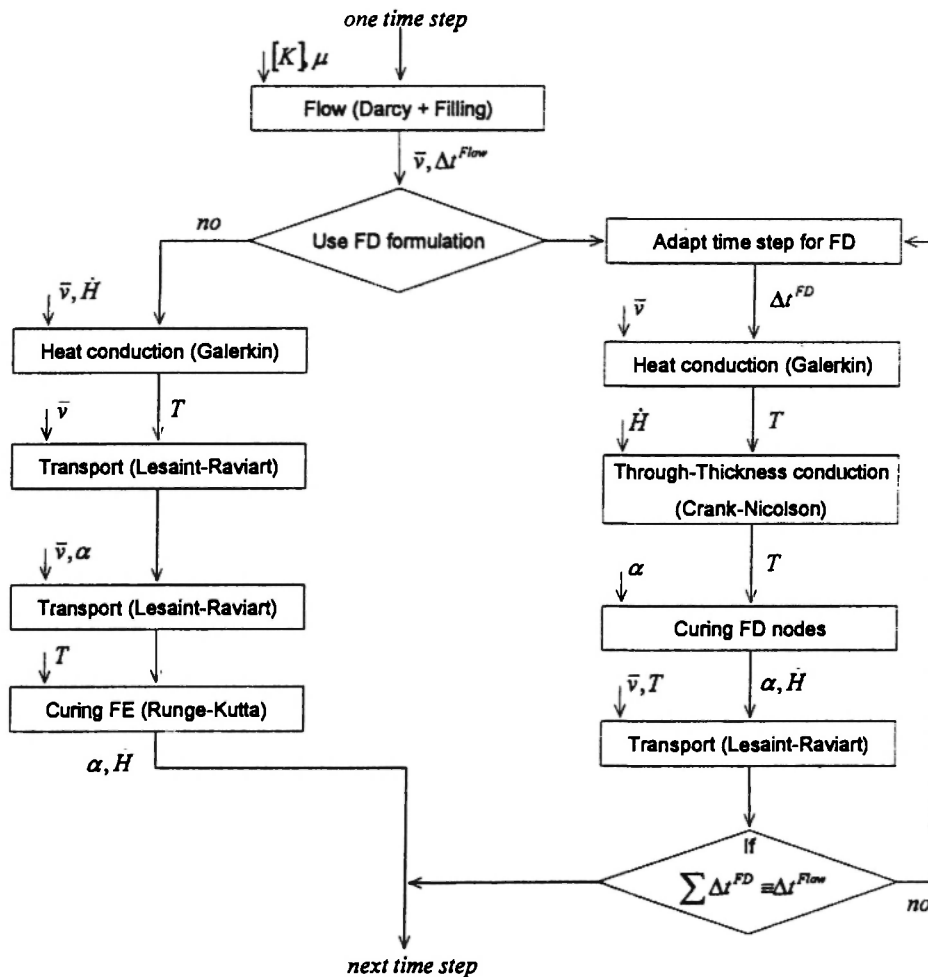 one time step
[K], μ
Flow (Darcy + Filling)
v̄, Δt^Flow
no
Use FD formulation
Adapt time step for FD
v̄, Ḣ
Δt^FD
v̄
Heat conduction (Galerkin)
Heat conduction (Galerkin)
v̄
T
T
Ḣ
Transport (Lesaint-Raviart)
Through-Thickness conduction
(Crank-Nicolson)
v̄, α
T
α
Transport (Lesaint-Raviart)
Curing FD nodes
T
α, Ḣ
v̄, T
Curing FE (Runge-Kutta)
α, Ḣ
Transport (Lesaint-Raviart)
If
∑ Δt^FD ≡ Δt^Flow
no
next time step